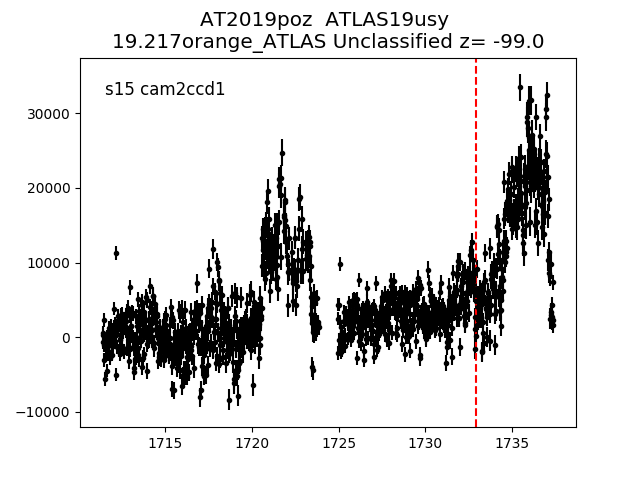 AT2019poz  ATLAS19usy
19.217orange_ATLAS Unclassified z= -99.0
s15 cam2ccd1
30000
20000
10000
0
−10000
1715 1720 1725 1730 1735